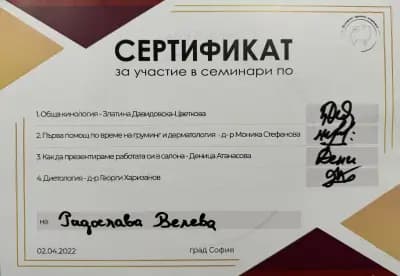 СЕРТИФИКАТ
за участие в семинари по
1. Обща кинология - Златина Давидовска-Цветкова
2. Първа помощ по време на груминг и дерматология - д-р Моника Стефанова
3. Как да презентираме работата си в салона - Деница Атанасова
4. Диетология - д-р Георги Харизанов
на Радослава Велева
02.04.2022 град София